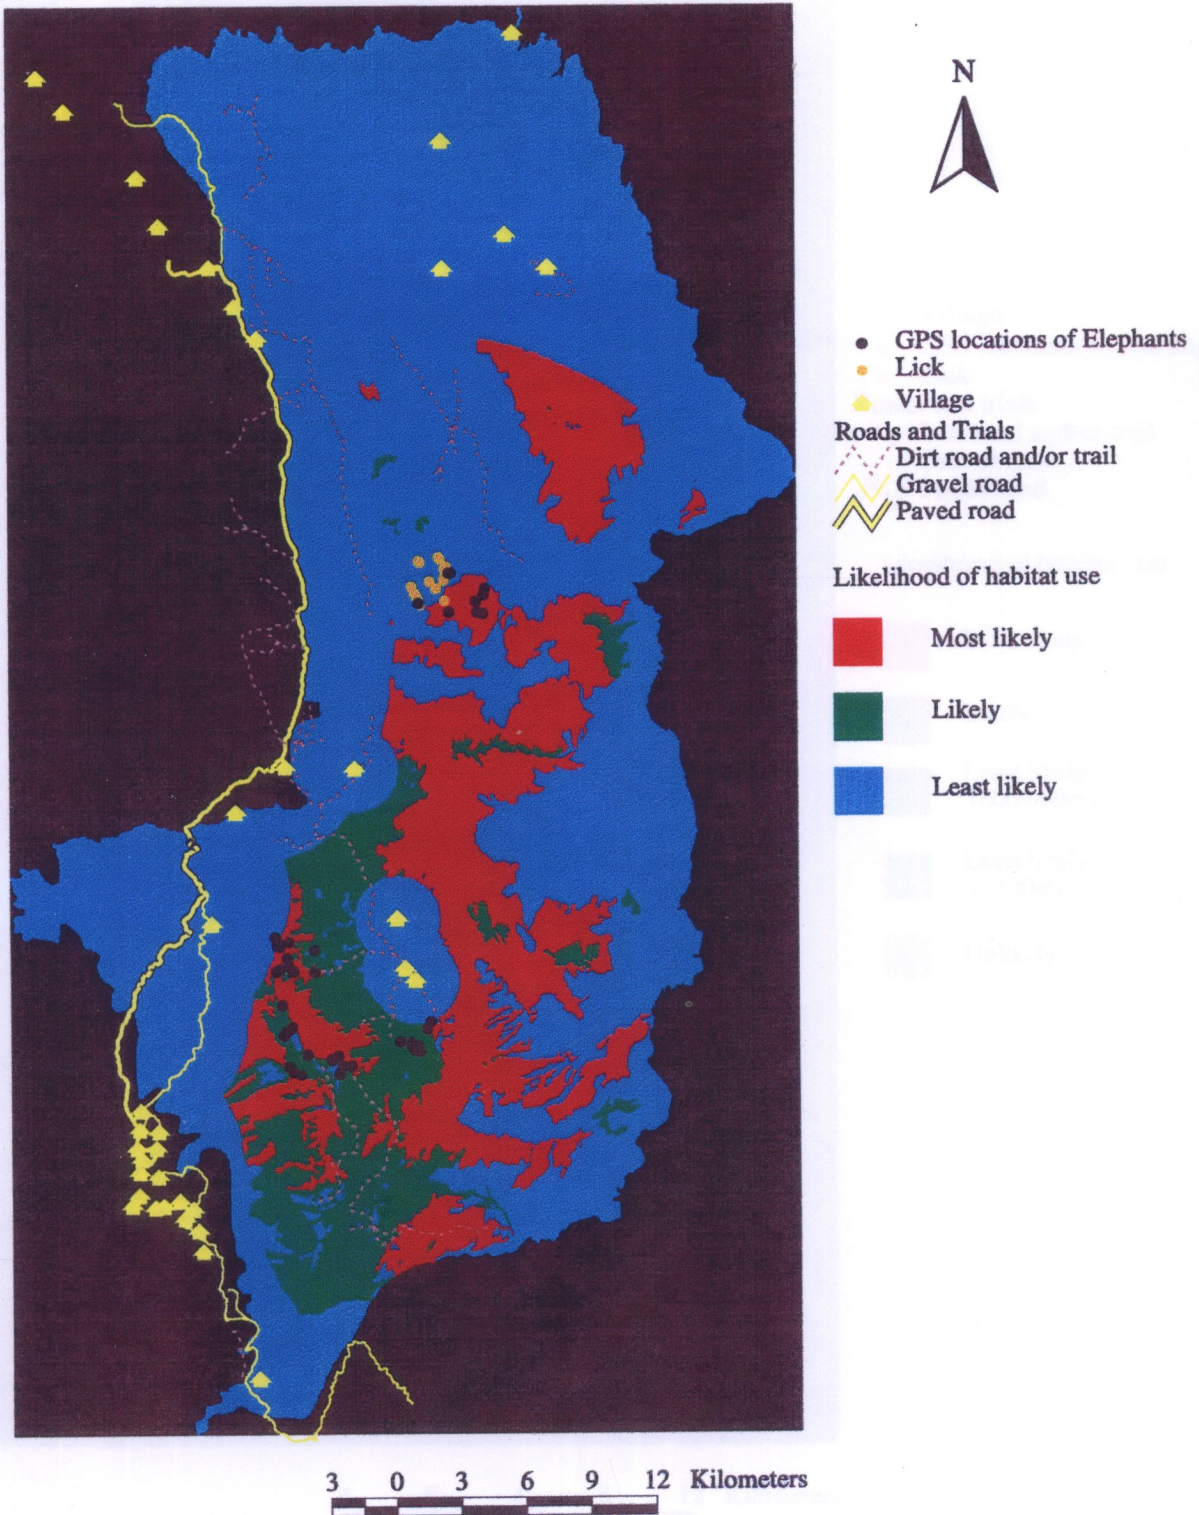 N
GPS locations of Elephants
Lick
Village
Roads and Trials
Dirt road and/or trail
Gravel road
Paved road
Likelihood of habitat use
Most likely
Likely
Least likely
3 0 3 6 9 12 Kilometers